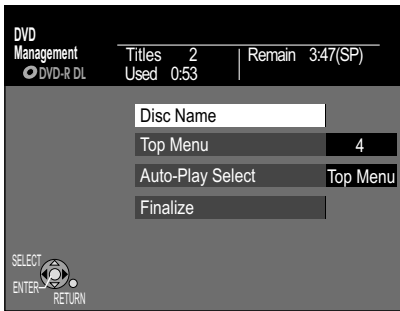 DVD
Management
DVD-R DL
Titles 2
Used 0:53
Remain 3:47(SP)
Disc Name
Top Menu 4
Auto-Play Select Top Menu
Finalize
SELECT
ENTER
RETURN